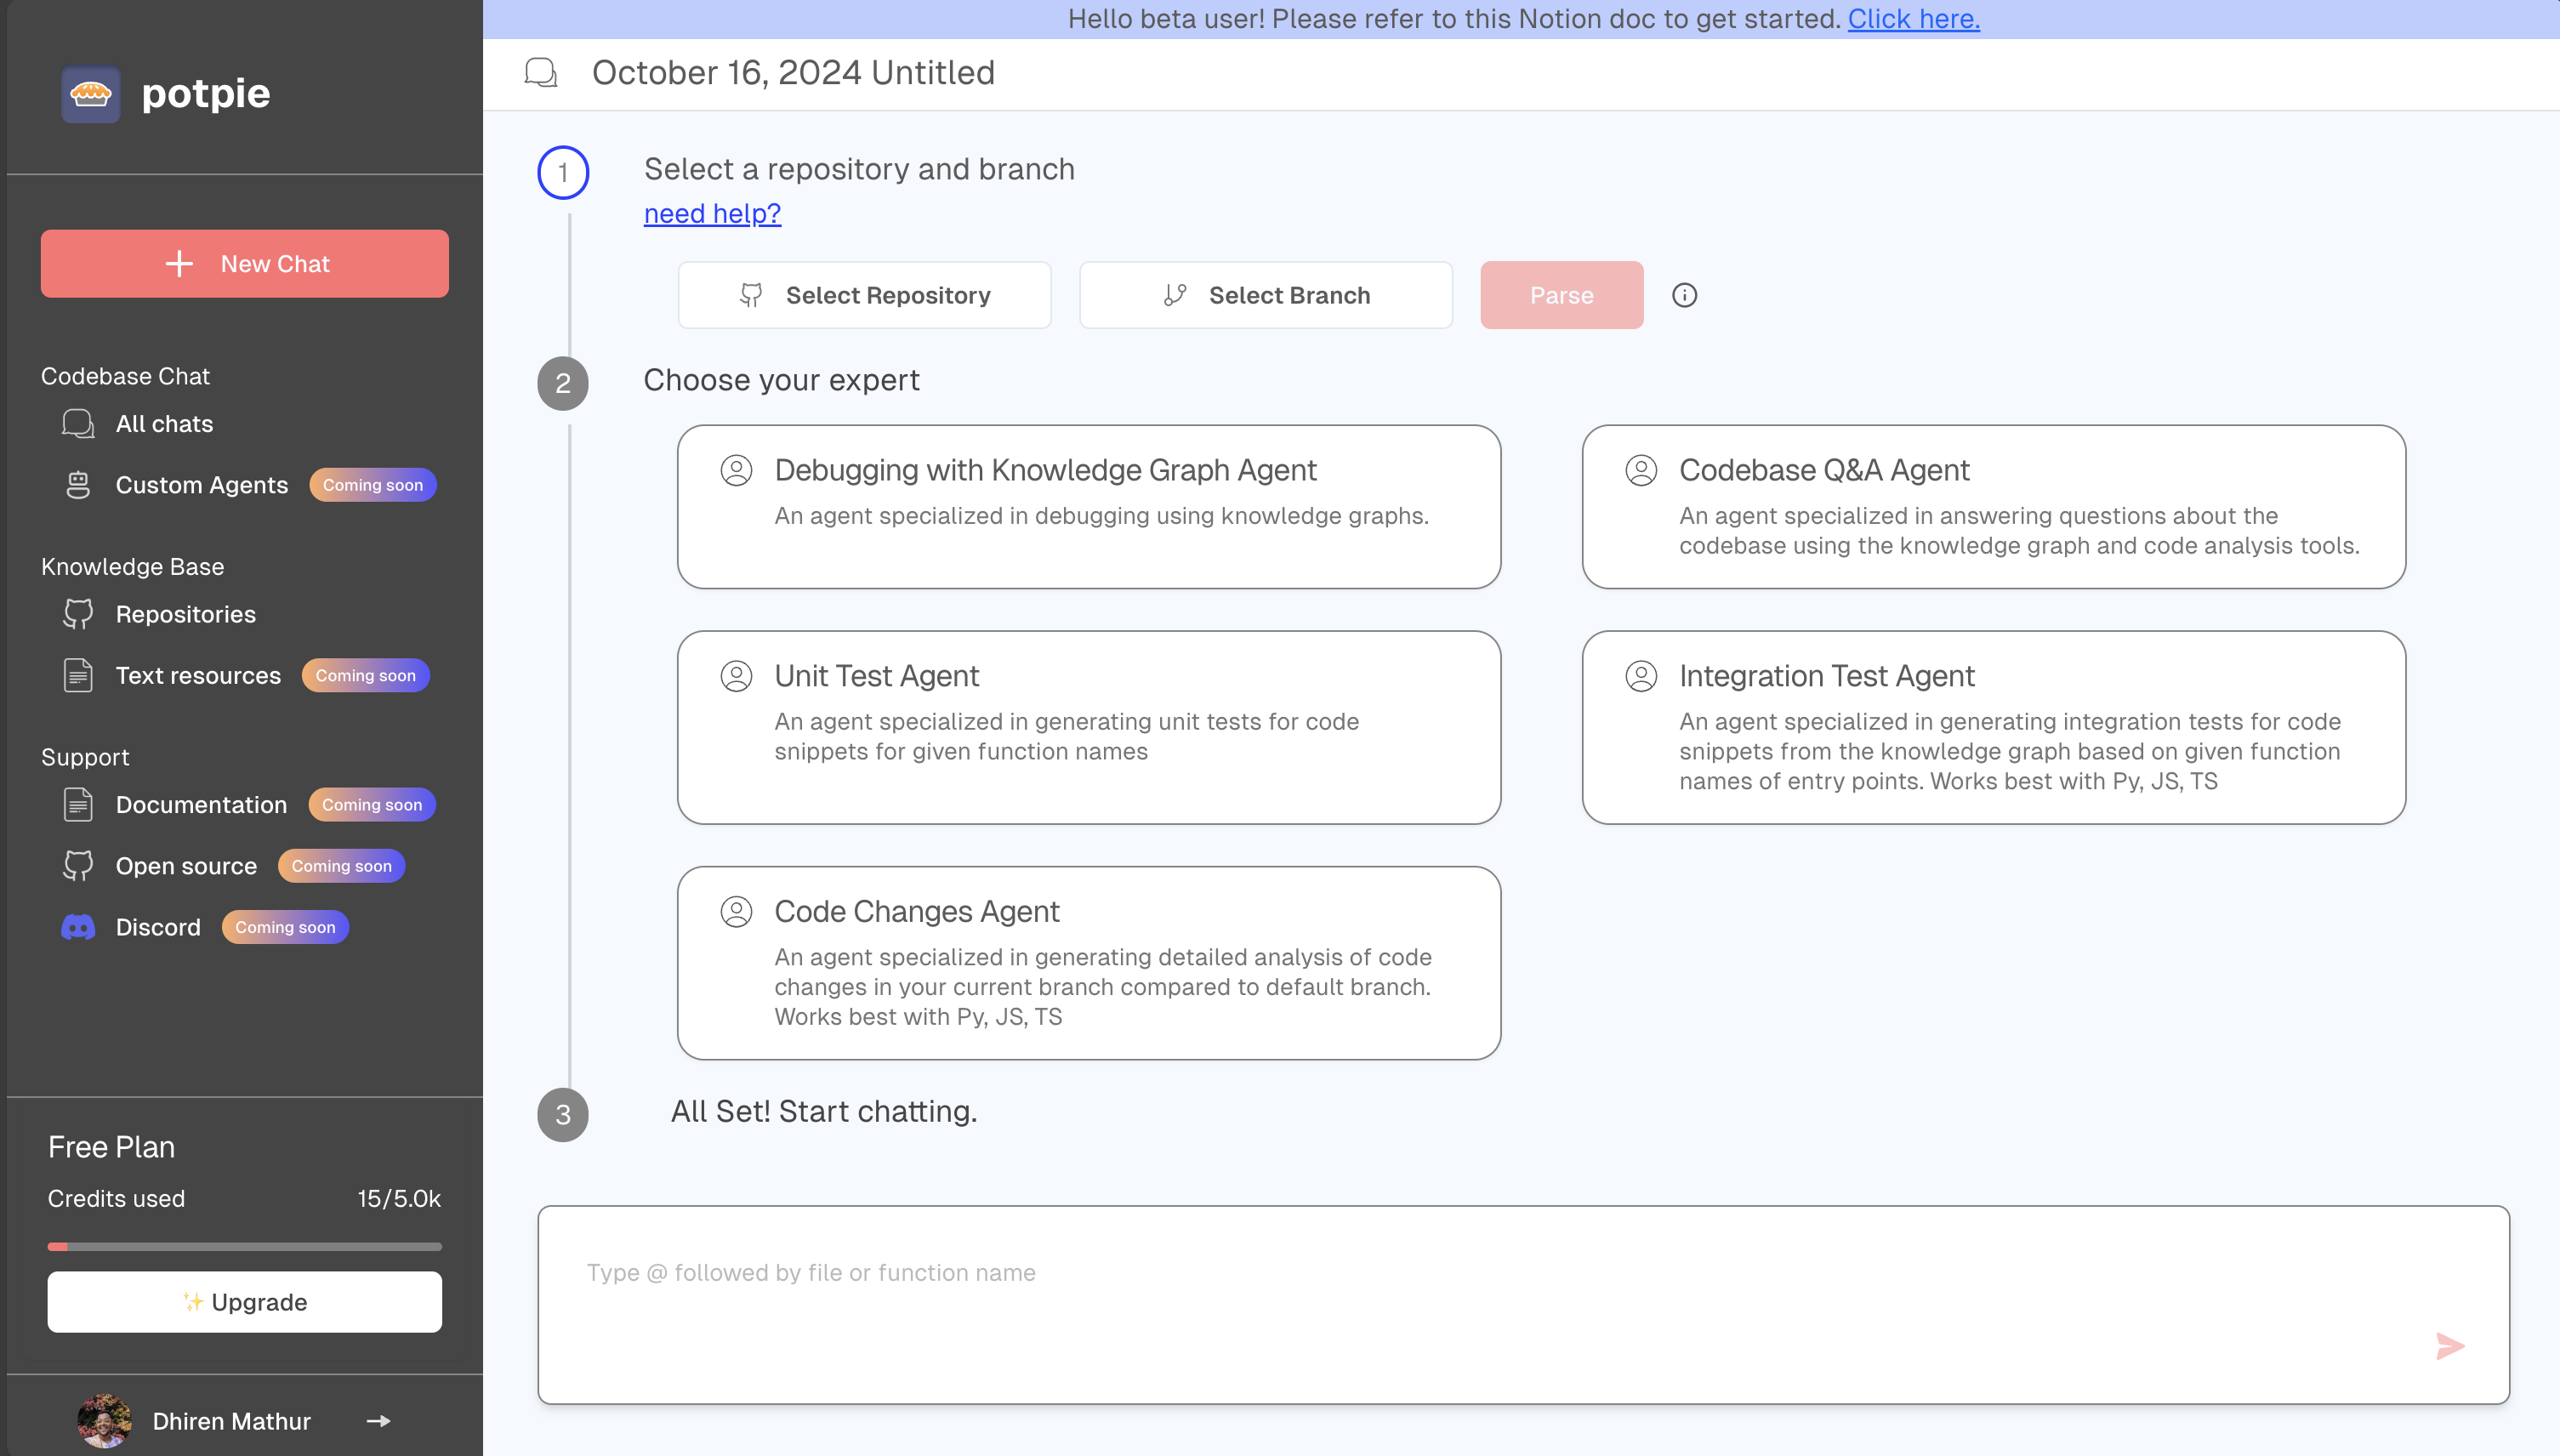 potpie
New Chat
Codebase Chat
All chats
Custom Agents Coming soon
Knowledge Base
Repositories
Text resources Coming soon
Support
Documentation Coming soon
Open source Coming soon
Discord Coming soon
Free Plan
Credits used 15/5.0k
✨ Upgrade
Dhiren Mathur →
Hello beta user! Please refer to this Notion doc to get started. Click here.
October 16, 2024 Untitled
1 Select a repository and branch
need help?
Select Repository Select Branch Parse
2 Choose your expert
Debugging with Knowledge Graph Agent
An agent specialized in debugging using knowledge graphs.
Codebase Q&A Agent
An agent specialized in answering questions about the
codebase using the knowledge graph and code analysis tools.
Unit Test Agent
An agent specialized in generating unit tests for code
snippets for given function names
Integration Test Agent
An agent specialized in generating integration tests for code
snippets from the knowledge graph based on given function
names of entry points. Works best with Py, JS, TS
Code Changes Agent
An agent specialized in generating detailed analysis of code
changes in your current branch compared to default branch.
Works best with Py, JS, TS
3 All Set! Start chatting.
Type @ followed by file or function name